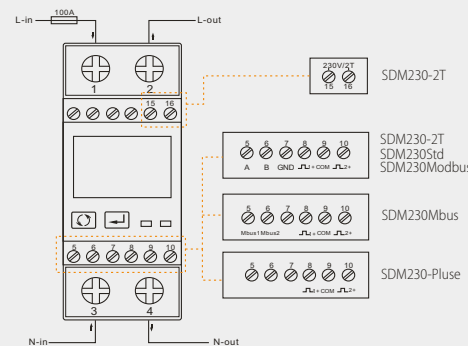 100A
L-in
L-out
1
2
15 16
230V/2T
15 16
SDM230-2T
5 6 7 8 9 10
A B GND 1+ COM 2+
SDM230-2T
SDM230Std
SDM230Modbus
5 6 7 8 9 10
Mbus1 Mbus2 1+ COM 2+
SDM230Mbus
5 6 7 8 9 10
1+ COM 2+
SDM230-Pluse
5 6 7 8 9 10
3
4
N-in
N-out